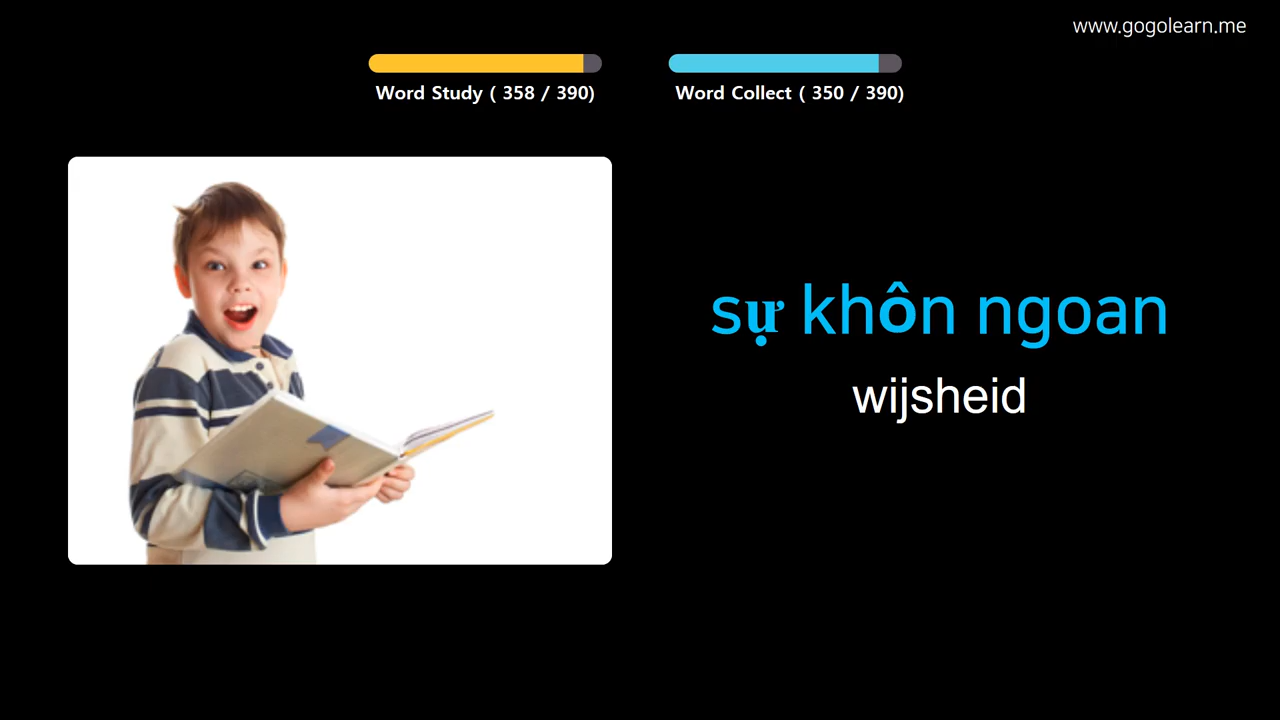 www.gogolearn.me
Word Study ( 358 / 390)
Word Collect ( 350 / 390)
sự khôn ngoan
wijsheid